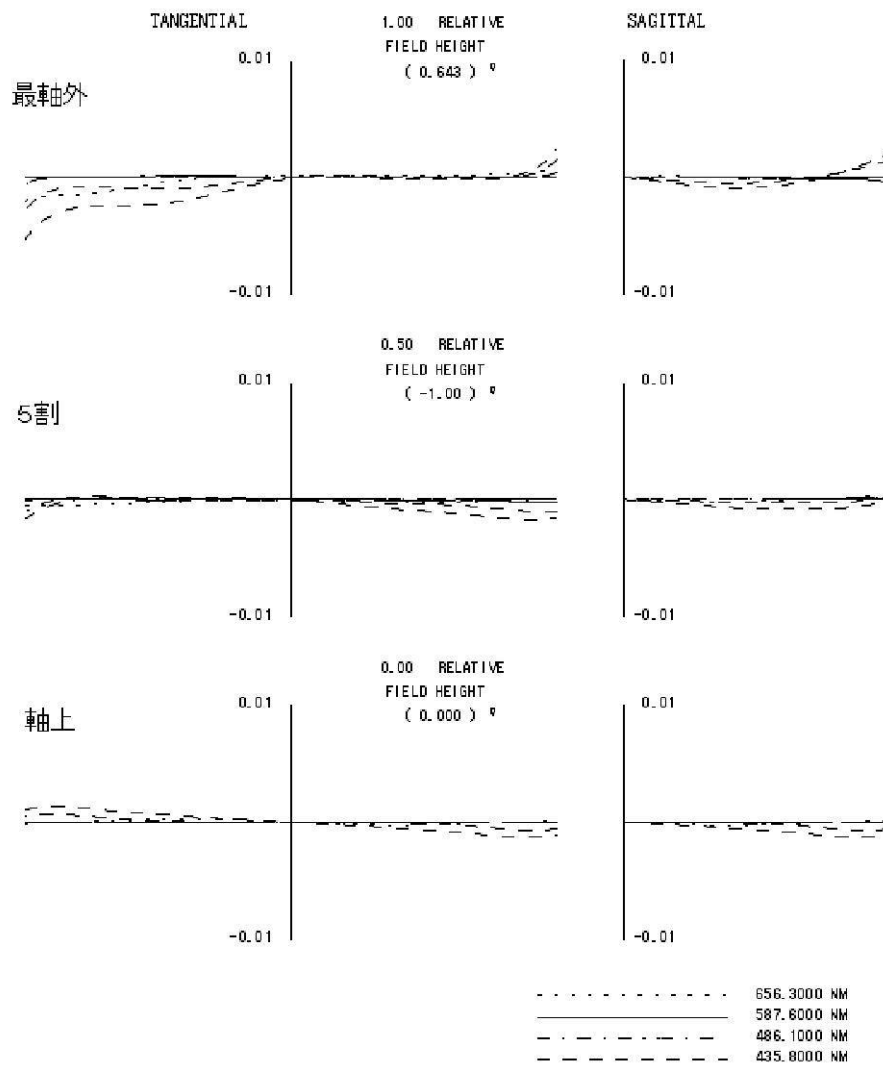 TANGENTIAL 1.00 RELATIVE SAGITTAL
FIELD HEIGHT
0.01 ( 0.643 ) º 0.01
最軸外
-0.01 -0.01
0.50 RELATIVE
FIELD HEIGHT
0.01 ( -1.00 ) º 0.01
5割
-0.01 -0.01
0.00 RELATIVE
FIELD HEIGHT
0.01 ( 0.000 ) º 0.01
軸上
-0.01 -0.01
656.3000 NM
587.6000 NM
486.1000 NM
435.8000 NM